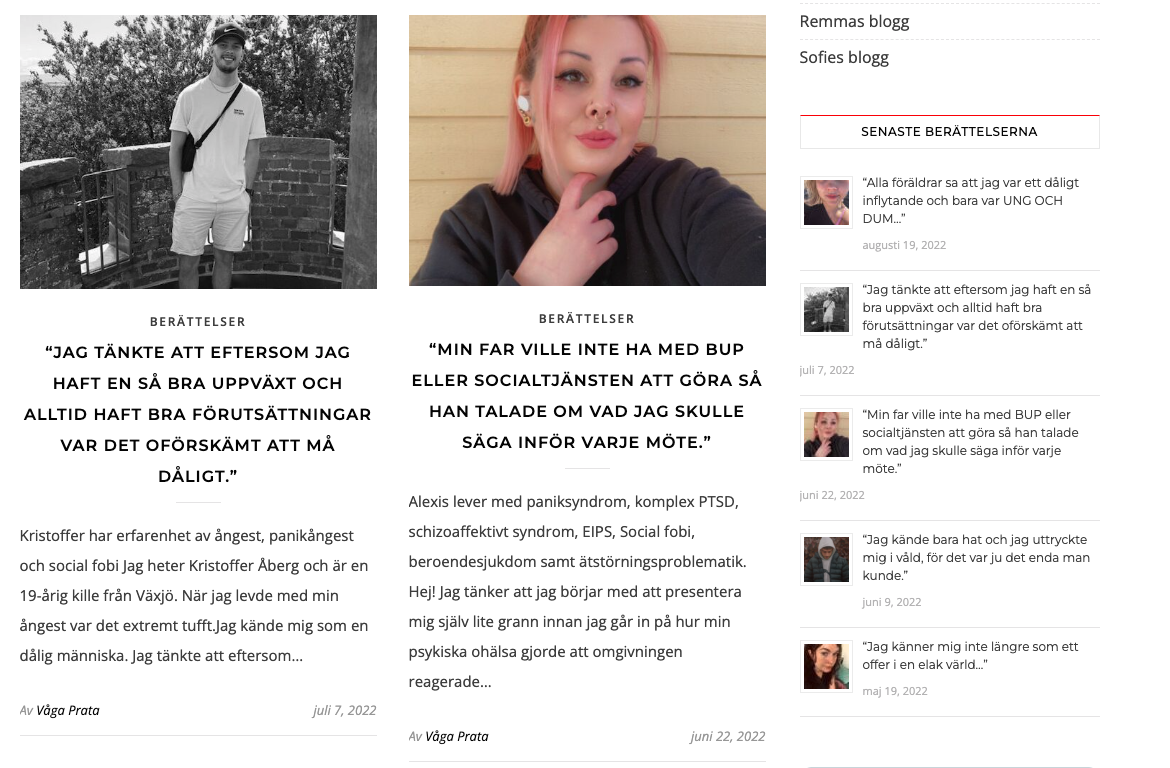 BERÄTTELSER
“JAG TÄNKTE ATT EFTERSOM JAG
HAFT EN SÅ BRA UPPVÄXT OCH
ALLTID HAFT BRA FÖRUTSÄTTNINGAR
VAR DET OFÖRSKÄMT ATT MÅ
DÅLIGT.”
Kristoffer har erfarenhet av ångest, panikångest
och social fobi Jag heter Kristoffer Åberg och är en
19-årig kille från Växjö. När jag levde med min
ångest var det extremt tufft.Jag kände mig som en
dålig människa. Jag tänkte att eftersom…
Av Våga Prata
juli 7, 2022
BERÄTTELSER
“MIN FAR VILLE INTE HA MED BUP
ELLER SOCIALTJÄNSTEN ATT GÖRA SÅ
HAN TALADE OM VAD JAG SKULLE
SÄGA INFÖR VARJE MÖTE.”
Alexis lever med paniksyndrom, komplex PTSD,
schizoaffektivt syndrom, EIPS, Social fobi,
beroendesjukdom samt ätstörningsproblematik.
Hej! Jag tänker att jag börjar med att presentera
mig själv lite grann innan jag går in på hur min
psykiska ohälsa gjorde att omgivningen
reagerade…
Av Våga Prata
juni 22, 2022
Remmas blogg
Sofies blogg
SENASTE BERÄTTELSERNA
“Alla föräldrar sa att jag var ett dåligt
inflytande och bara var UNG OCH
DUM…”
augusti 19, 2022
“Jag tänkte att eftersom jag haft en så
bra uppväxt och alltid haft bra
förutsättningar var det oförskämt att
må dåligt.”
juli 7, 2022
“Min far ville inte ha med BUP eller
socialtjänsten att göra så han talade
om vad jag skulle säga inför varje
möte.”
juni 22, 2022
“Jag kände bara hat och jag uttryckte
mig i våld, för det var ju det enda man
kunde.”
juni 9, 2022
“Jag känner mig inte längre som ett
offer i en elak värld…”
maj 19, 2022